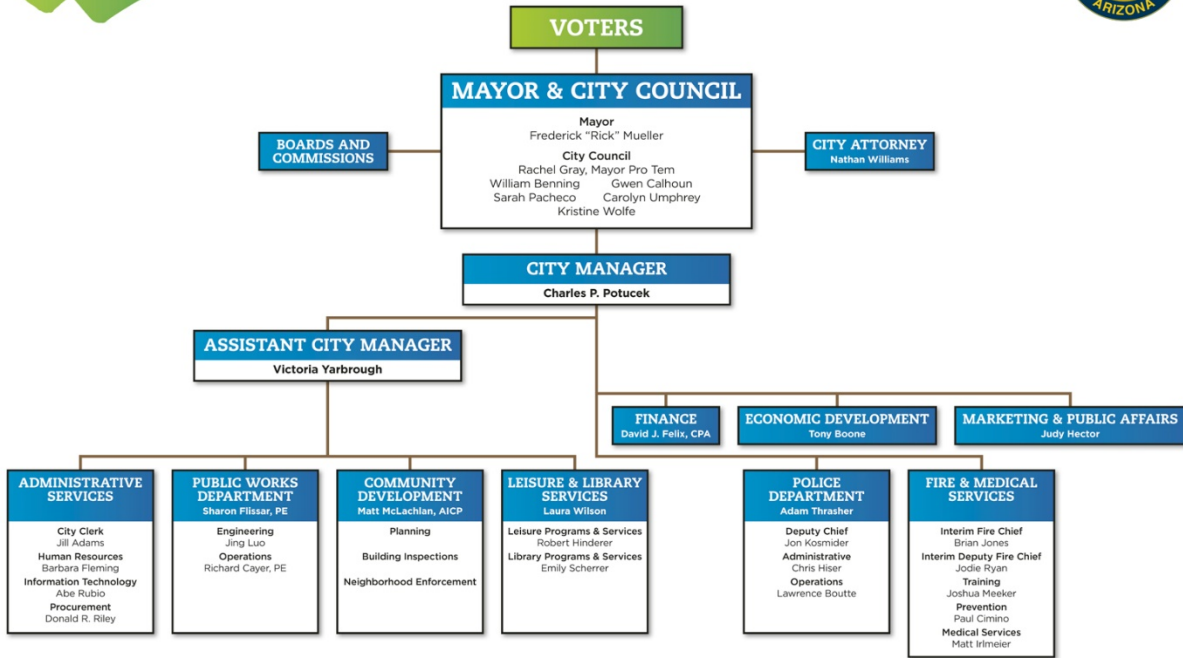 ARIZONA
VOTERS
MAYOR & CITY COUNCIL
Mayor
Frederick “Rick” Mueller
City Council
Rachel Gray, Mayor Pro Tem
William Benning Gwen Calhoun
Sarah Pacheco Carolyn Umphrey
Kristine Wolfe
BOARDS AND
COMMISSIONS
CITY ATTORNEY
Nathan Williams
CITY MANAGER
Charles P. Potucek
ASSISTANT CITY MANAGER
Victoria Yarbrough
FINANCE
David J. Felix, CPA
ECONOMIC DEVELOPMENT
Tony Boone
MARKETING & PUBLIC AFFAIRS
Judy Hector
ADMINISTRATIVE
SERVICES
City Clerk
Jill Adams
Human Resources
Barbara Fleming
Information Technology
Abe Rubio
Procurement
Donald R. Riley
PUBLIC WORKS
DEPARTMENT
Sharon Flissar, PE
Engineering
Jing Luo
Operations
Richard Cayer, PE
COMMUNITY
DEVELOPMENT
Matt McLachlan, AICP
Planning
Building Inspections
Neighborhood Enforcement
LEISURE & LIBRARY
SERVICES
Laura Wilson
Leisure Programs & Services
Robert Hinderer
Library Programs & Services
Emily Scherrer
POLICE
DEPARTMENT
Adam Thrasher
Deputy Chief
Jon Kosmider
Administrative
Chris Hiser
Operations
Lawrence Boutte
FIRE & MEDICAL
SERVICES
Interim Fire Chief
Brian Jones
Interim Deputy Fire Chief
Jodie Ryan
Training
Joshua Meeker
Prevention
Paul Cimino
Medical Services
Matt Irlmeier